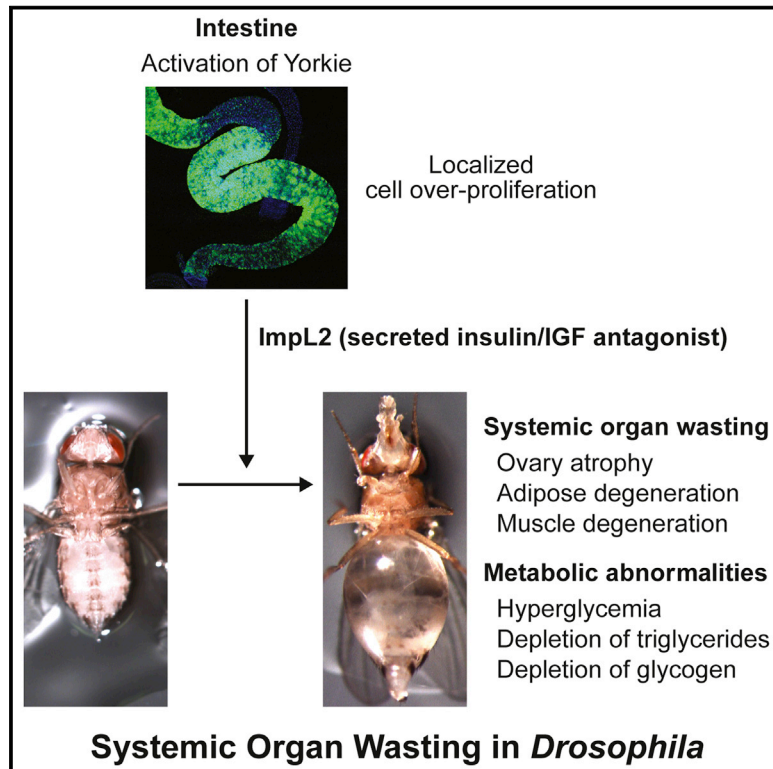 Intestine
Activation of Yorkie
Localized
cell over-proliferation
ImpL2 (secreted insulin/IGF antagonist)
Systemic organ wasting
Ovary atrophy
Adipose degeneration
Muscle degeneration
Metabolic abnormalities
Hyperglycemia
Depletion of triglycerides
Depletion of glycogen
Systemic Organ Wasting in Drosophila